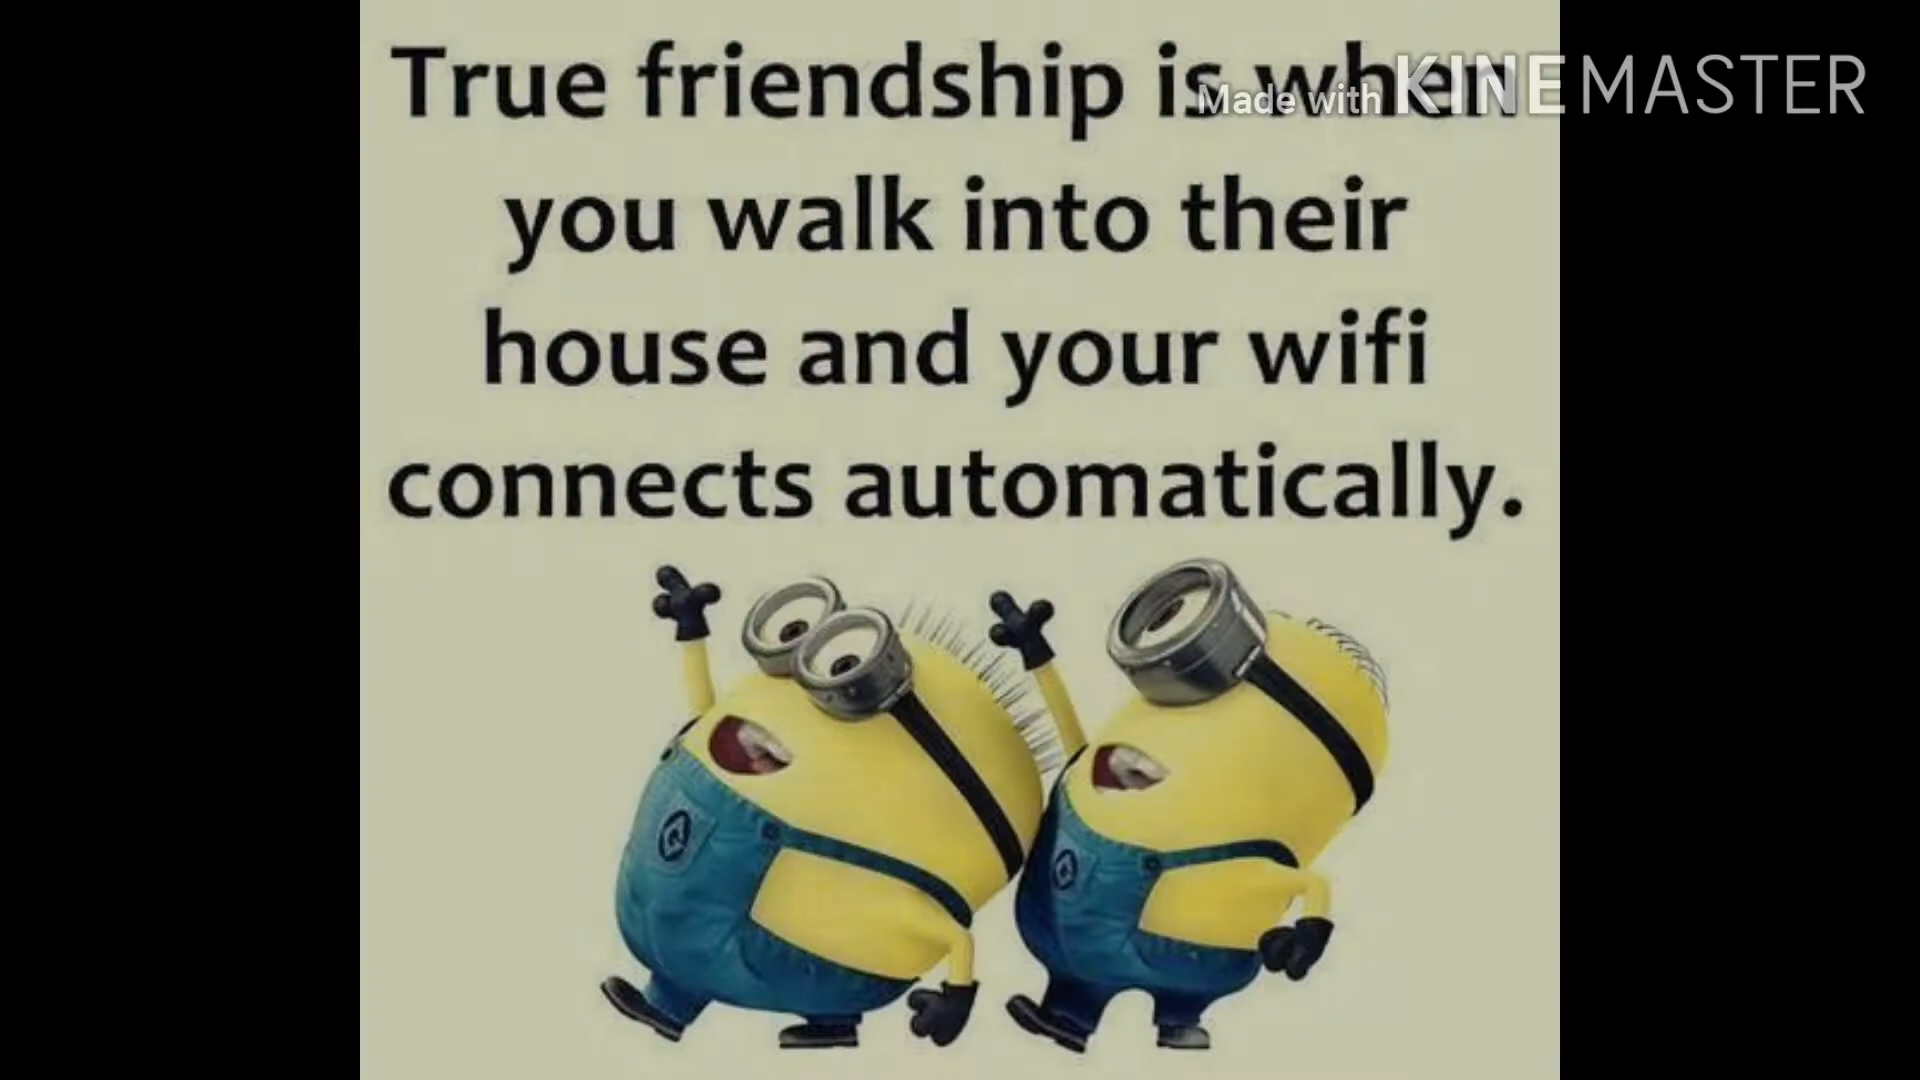 True friendship is when
Made with KINEMASTER
you walk into their
house and your wifi
connects automatically.